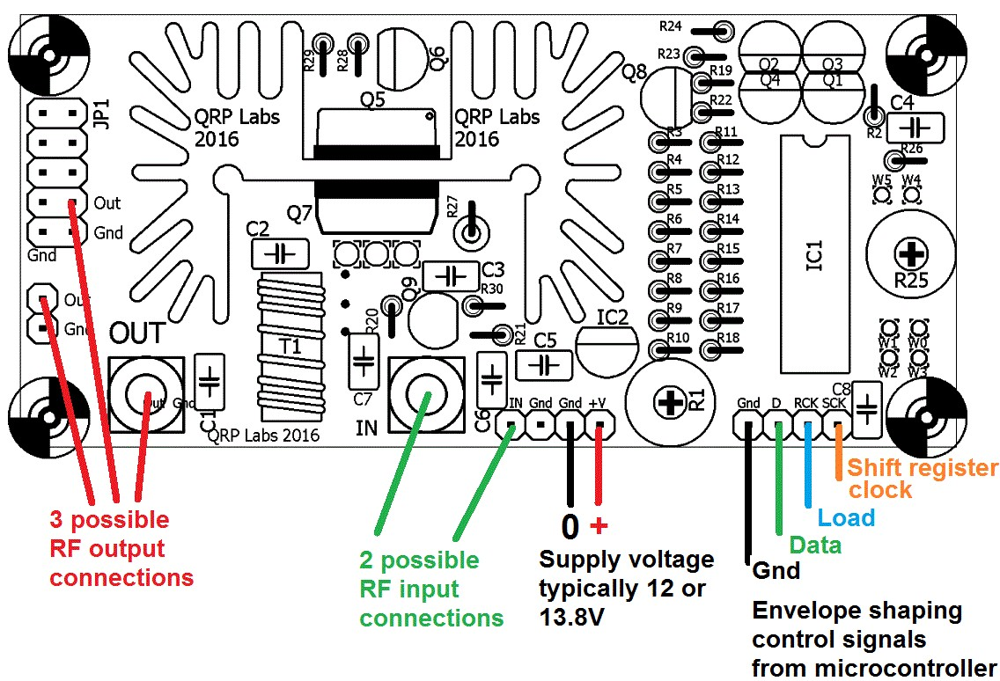 R24
R23
R29
R28
Q6
Q8
R19
R22
Q2
Q3
Q4
Q1
C4
R2
R26
JP1
QRP Labs
2016
Q5
QRP Labs
2016
R3
R11
R4
R12
R5
R13
R6
R14
R7
R15
R8
R16
R9
R17
R10
R18
W5
W4
Out
Gnd
Gnd
Q7
R27
C2
IC1
R25
C3
Q9
R30
R20
R21
Out
Gnd
OUT
T1
C7
C5
IC2
W1
W0
W2
W3
Out Gnd
C1
QRP Labs 2016
IN
C6
IN Gnd Gnd +V
R1
Gnd D RCK SCK
C8
Shift register
clock
Load
Data
Gnd
3 possible
RF output
connections
2 possible
RF input
connections
0 +
Supply voltage
typically 12 or
13.8V
Envelope shaping
control signals
from microcontroller